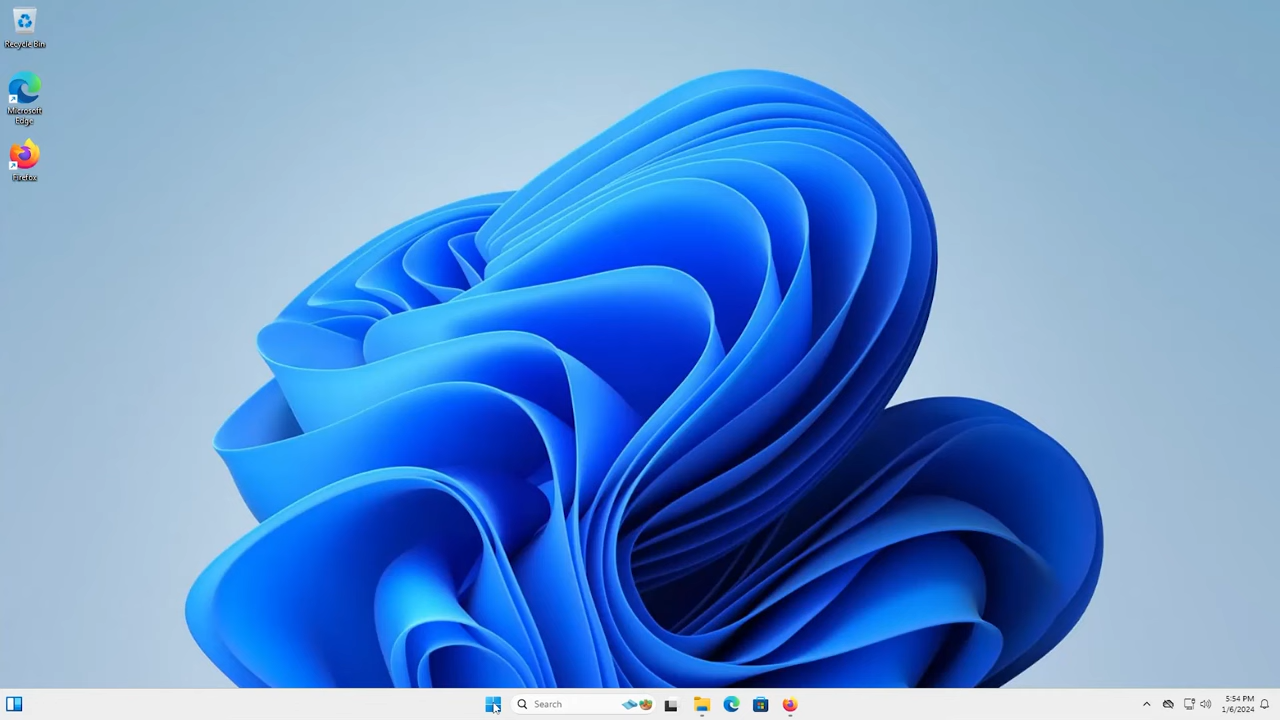 Recycle Bin
Microsoft
Edge
Firefox
Search
5:54 PM
1/6/2024